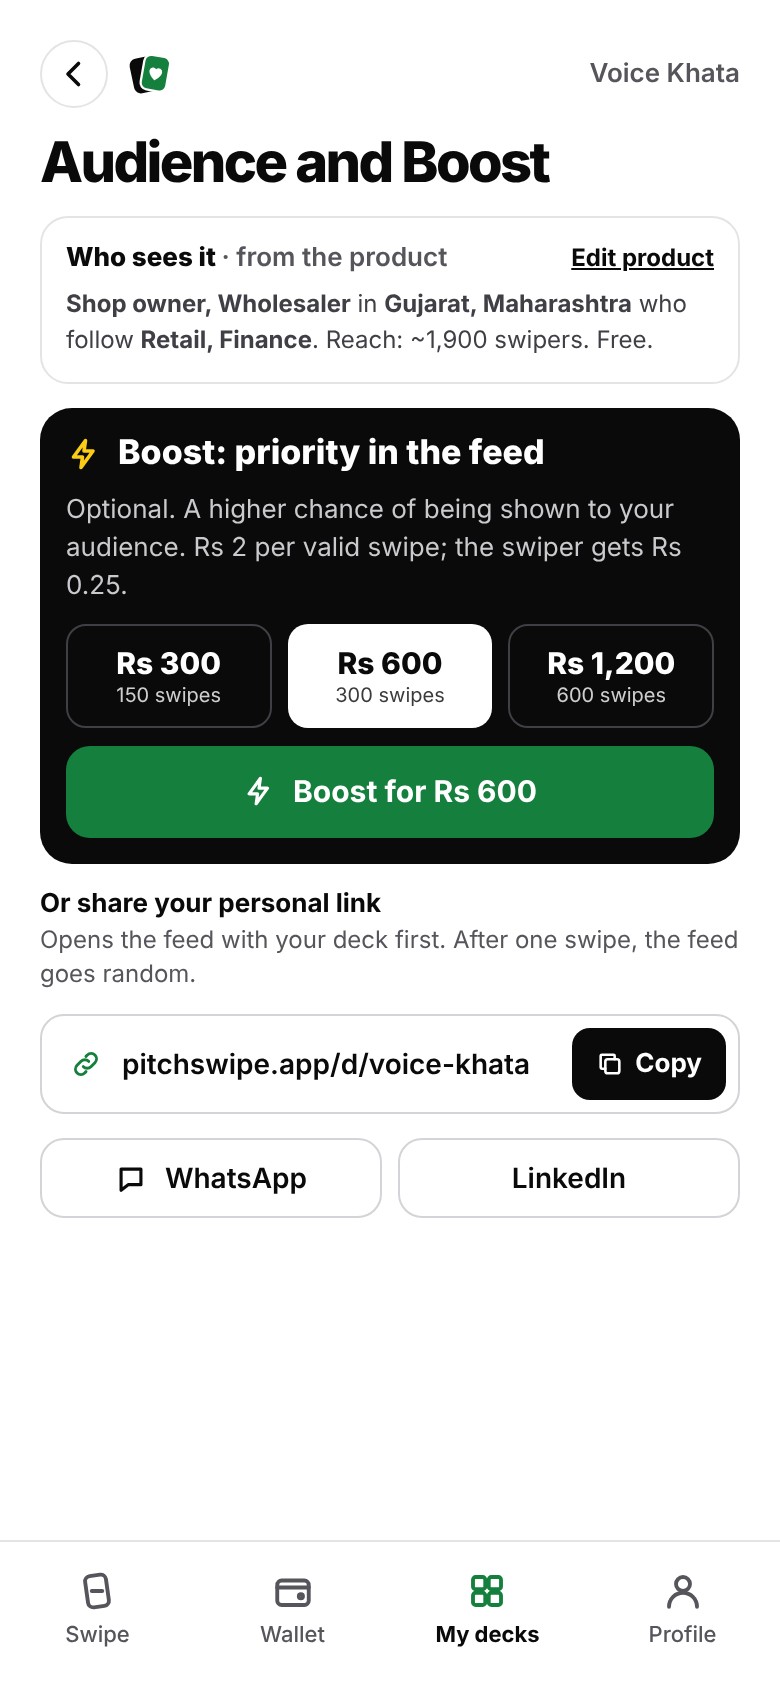 Voice Khata
Audience and Boost
Who sees it · from the product
Edit product
Shop owner, Wholesaler in Gujarat, Maharashtra who
follow Retail, Finance. Reach: ~1,900 swipers. Free.
Boost: priority in the feed
Optional. A higher chance of being shown to your
audience. Rs 2 per valid swipe; the swiper gets Rs
0.25.
Rs 300
150 swipes
Rs 600
300 swipes
Rs 1,200
600 swipes
Boost for Rs 600
Or share your personal link
Opens the feed with your deck first. After one swipe, the feed
goes random.
pitchswipe.app/d/voice-khata
Copy
WhatsApp
LinkedIn
Swipe
Wallet
My decks
Profile